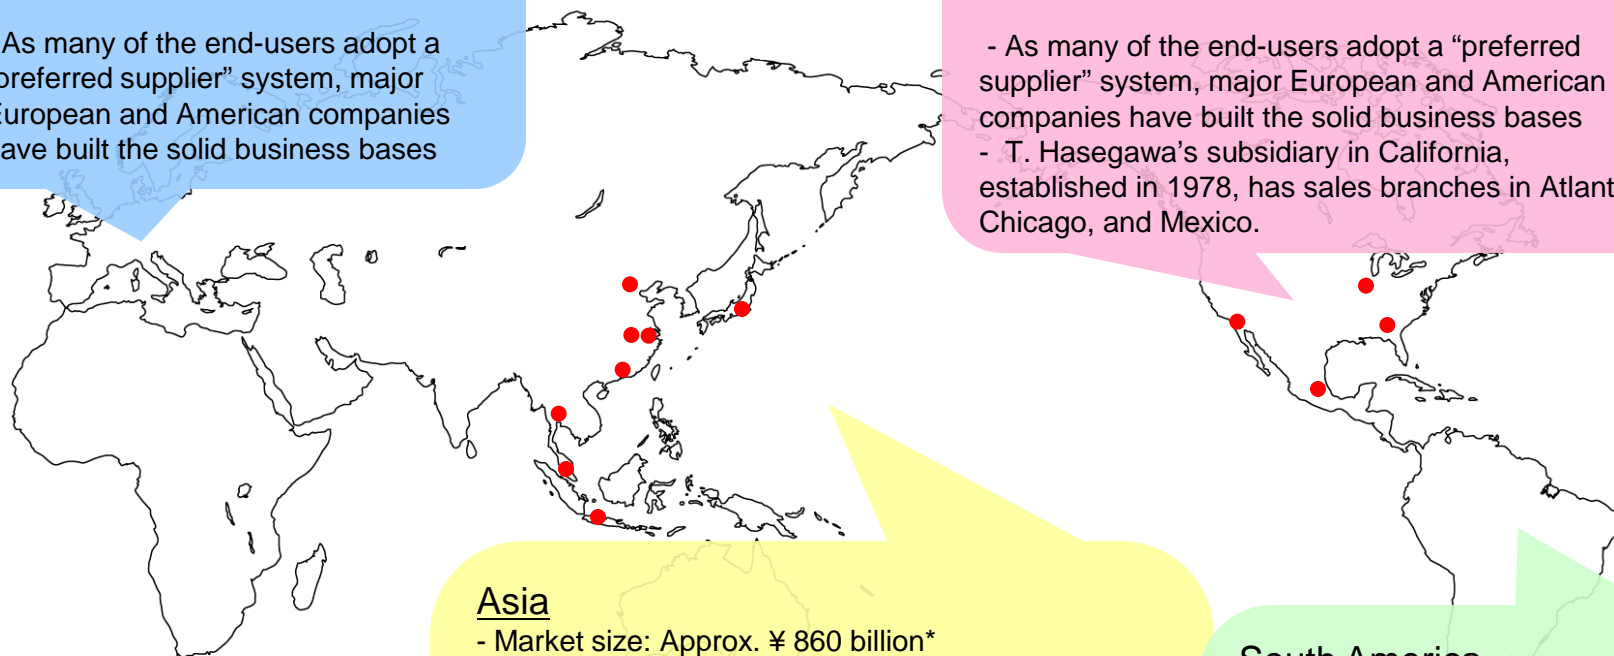 As many of the end-users adopt a
preferred supplier” system, major
European and American companies
have built the solid business bases
- As many of the end-users adopt a “preferred
supplier” system, major European and American
companies have built the solid business bases
- T. Hasegawa’s subsidiary in California,
established in 1978, has sales branches in Atlant
Chicago, and Mexico.
Asia
- Market size: Approx. ¥ 860 billion*
South America